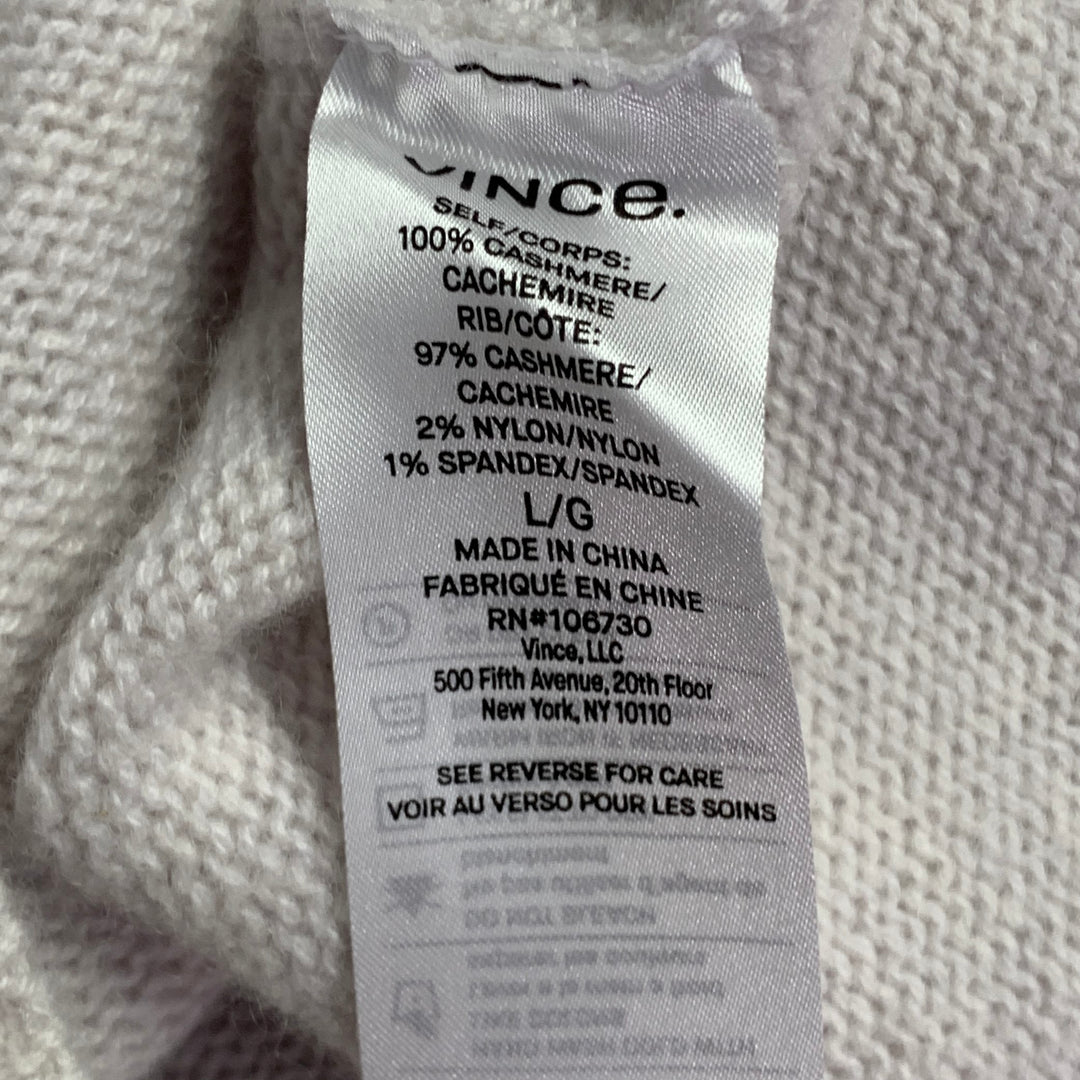 VINCe.
SELF/CORPS:
100% CASHMERE/
CACHEMIRE
RIB/CÔTE:
97% CASHMERE/
CACHEMIRE
2% NYLON/NYLON
1% SPANDEX/SPANDEX
L/G
MADE IN CHINA
FABRIQUÉ EN CHINE
RN#106730
Vince, LLC
500 Fifth Avenue, 20th Floor
New York, NY 10110
SEE REVERSE FOR CARE
VOIR AU VERSO POUR LES SOINS